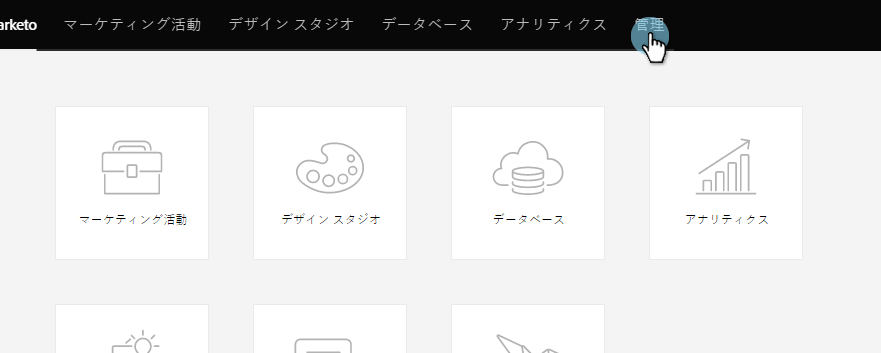 arketo マーケティング活動 デザイン スタジオ データベース アナリティクス 管理
マーケティング活動 デザイン スタジオ データベース アナリティクス